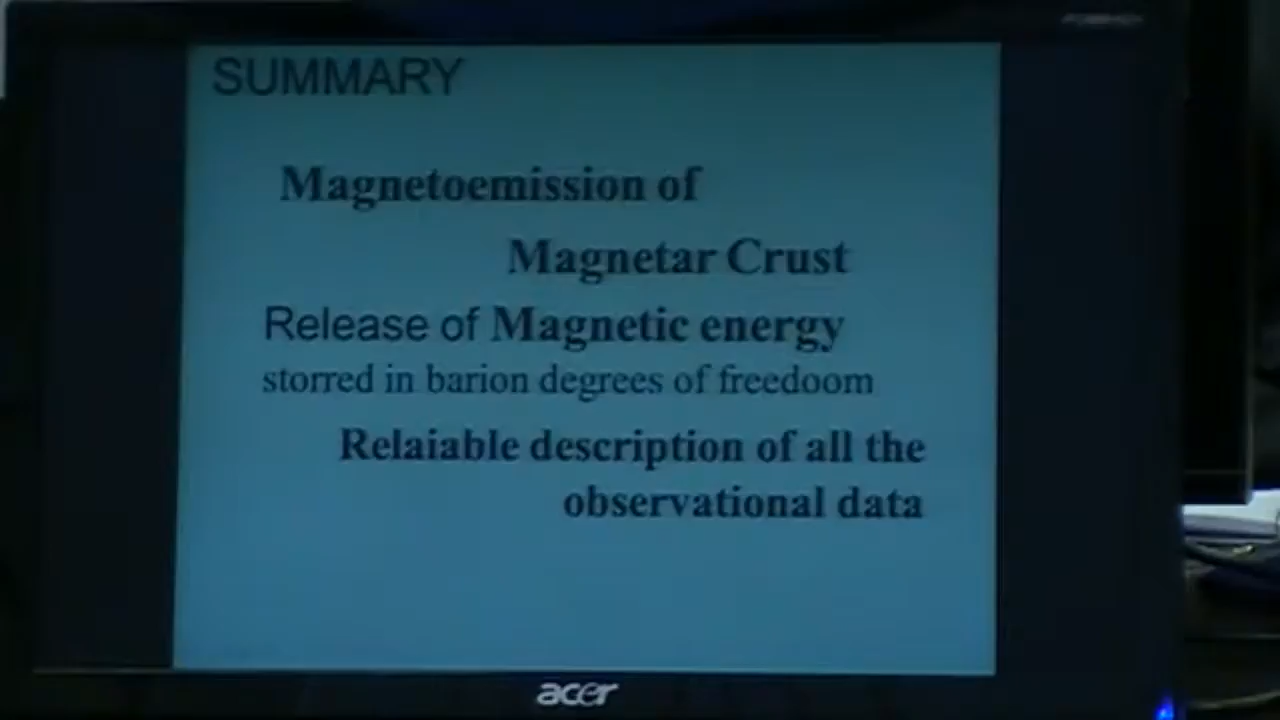 SUMMARY
Magnetoemission of
Magnetar Crust
Release of Magnetic energy
storred in barion degrees of freedoom
Relaiable description of all the
observational data
acer